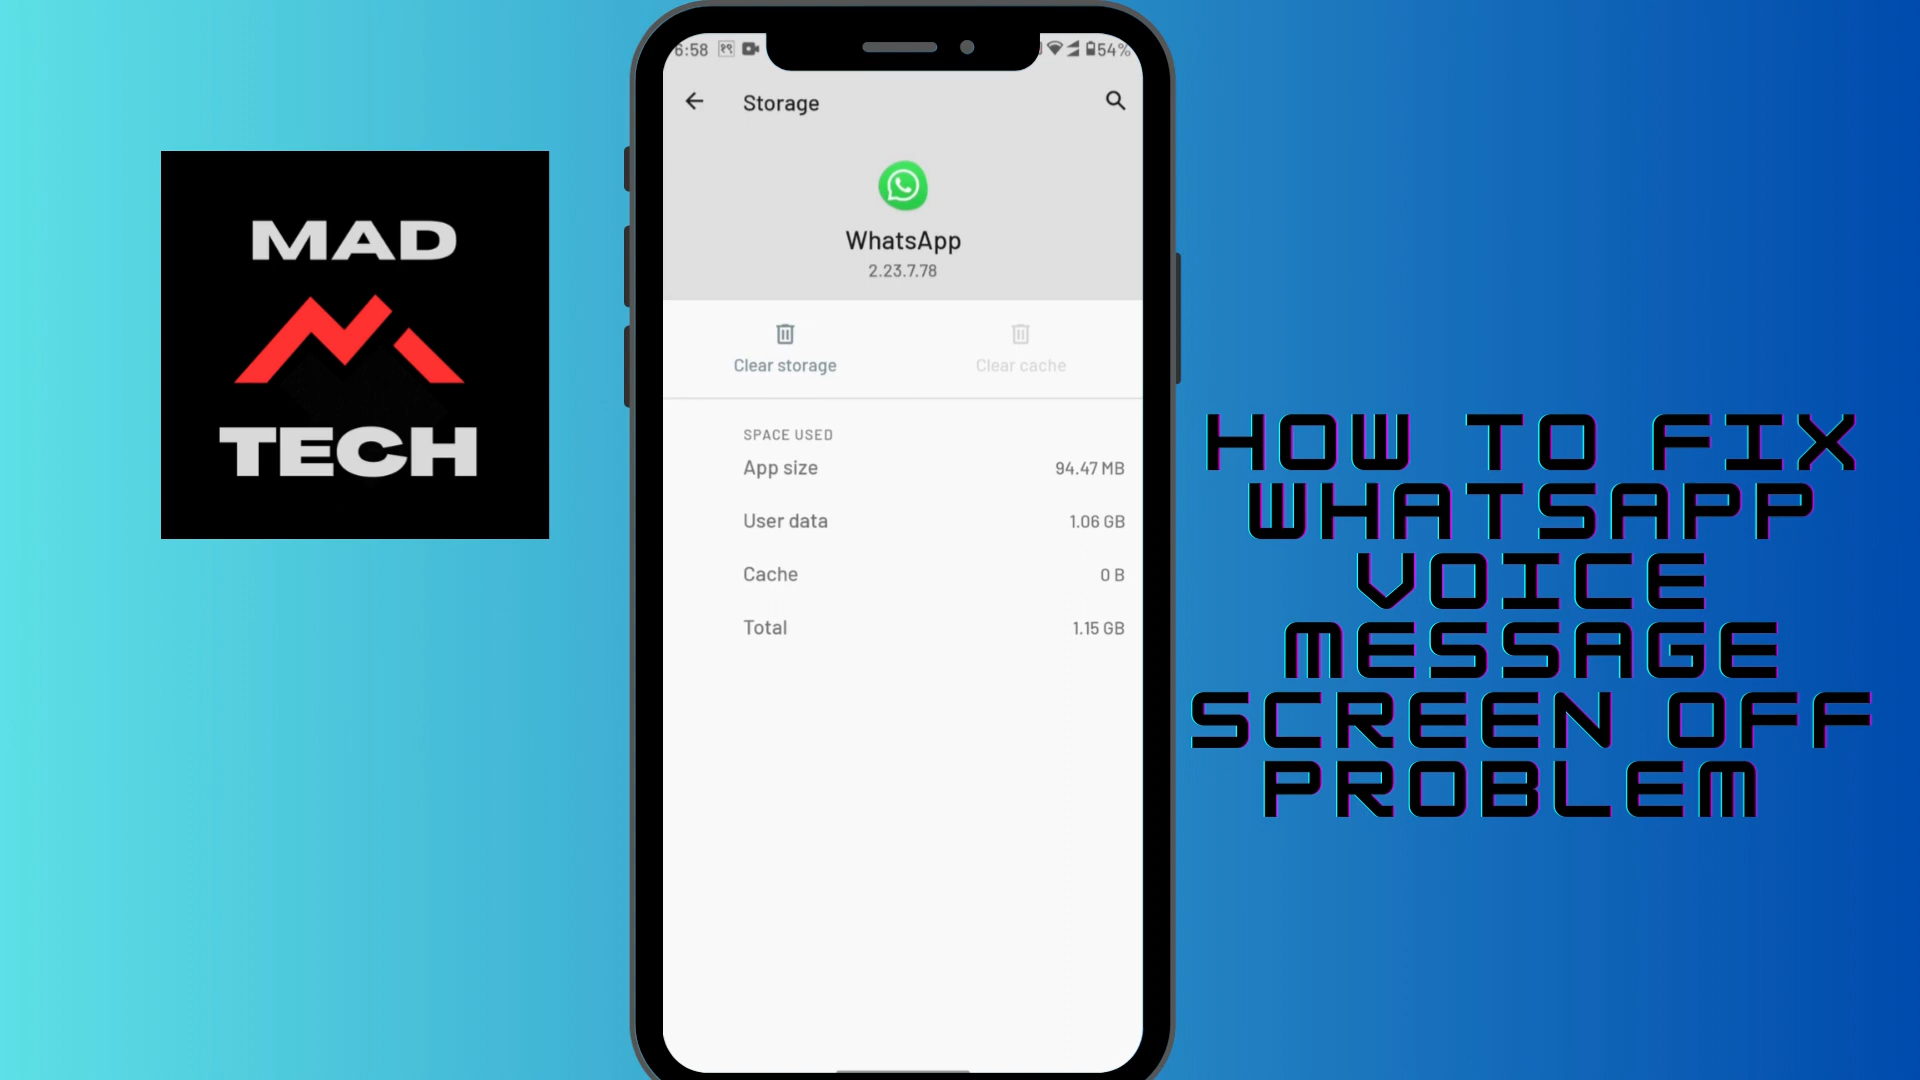 MAD
TECH
6:58 54%
Storage
WhatsApp
2.23.7.78
Clear storage Clear cache
SPACE USED
App size 94.47 MB
User data 1.06 GB
Cache 0 B
Total 1.15 GB
HOW TO FIX
WHATSAPP
VOICE
MESSAGE
SCREEN OFF
PROBLEM